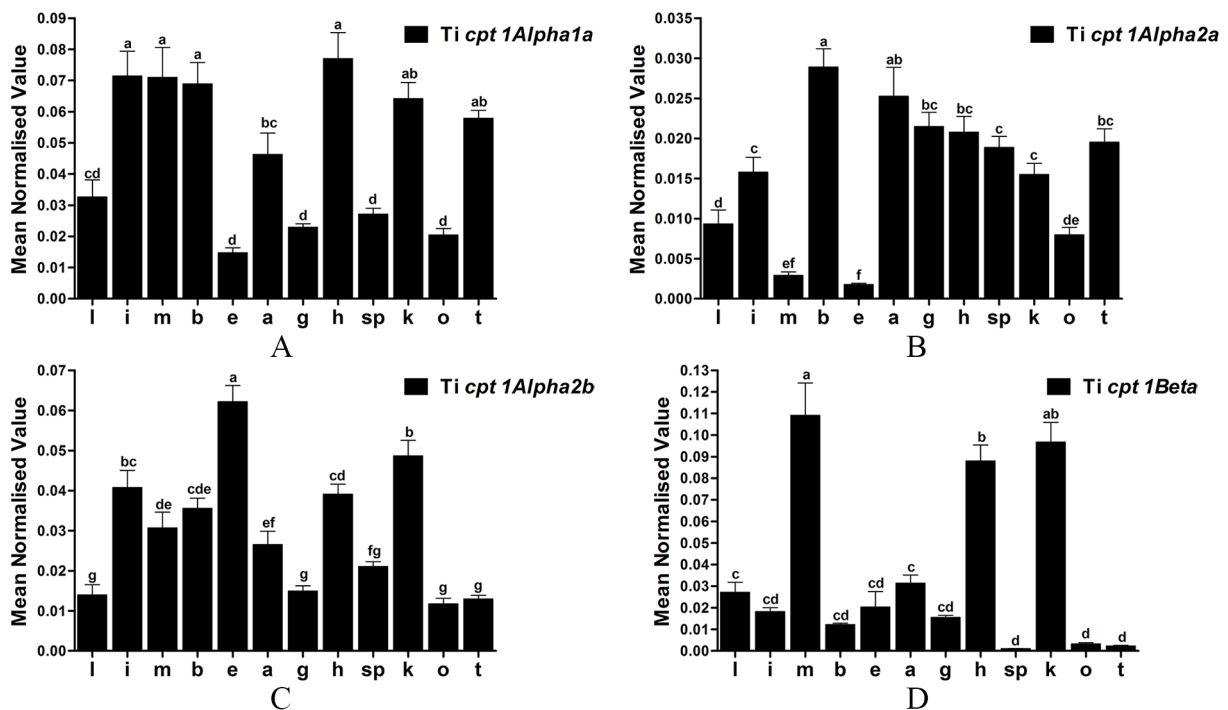 Mean Normalised Value
0.09
0.08
0.07
0.06
0.05
0.04
0.03
0.02
0.01
0.00
Ti cpt 1Alpha1a
cd a a a d bc d a d ab d ab
l i m b e a g h sp k o t
A
Mean Normalised Value
0.035
0.030
0.025
0.020
0.015
0.010
0.005
0.000
Ti cpt 1Alpha2a
d c ef a f ab bc bc c c de bc
l i m b e a g h sp k o t
B
Mean Normalised Value
0.07
0.06
0.05
0.04
0.03
0.02
0.01
0.00
Ti cpt 1Alpha2b
g bc de cde a ef g cd fg b g g
l i m b e a g h sp k o t
C
Mean Normalised Value
0.13
0.12
0.11
0.10
0.09
0.08
0.07
0.06
0.05
0.04
0.03
0.02
0.01
0.00
Ti cpt 1Beta
c cd a cd cd c cd b d ab d d
l i m b e a g h sp k o t
D